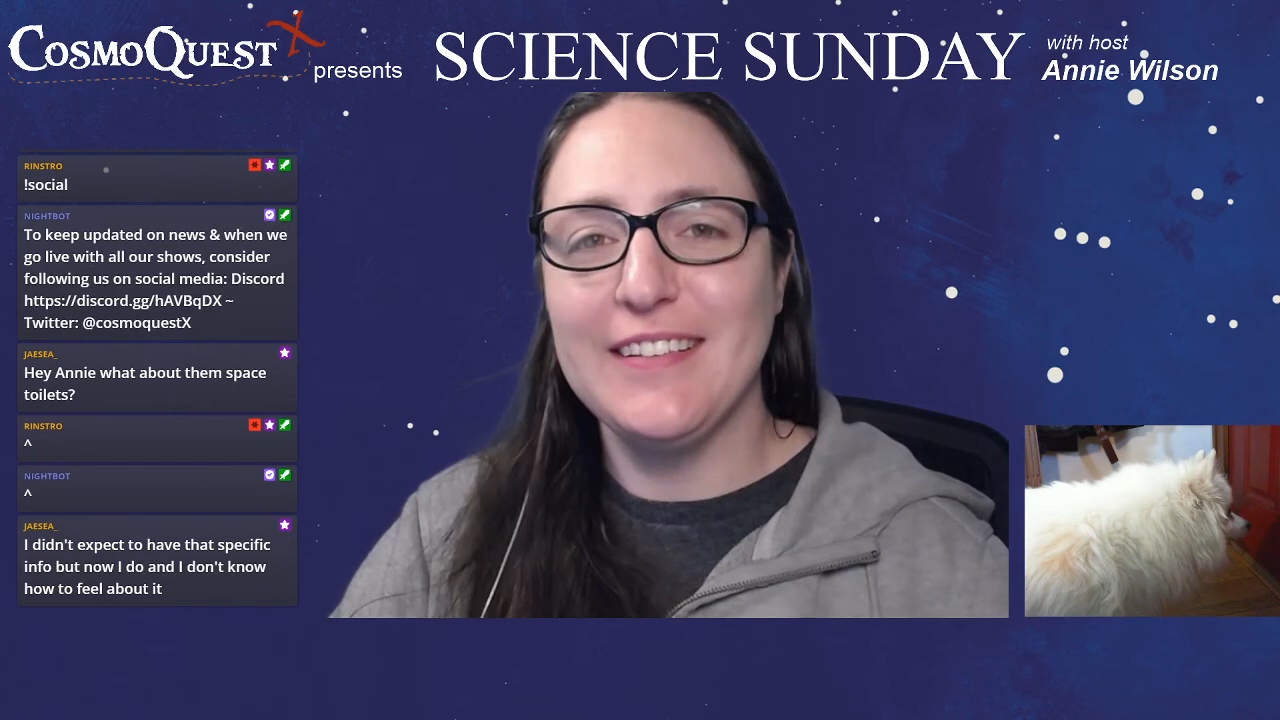 COSMOQUEST X
presents
SCIENCE SUNDAY
with host
Annie Wilson
RINSTRO
!social
NIGHTBOT
To keep updated on news & when we
go live with all our shows, consider
following us on social media: Discord
https://discord.gg/hAVBqDX ~
Twitter: @cosmoquestX
JAESEA_
Hey Annie what about them space
toilets?
RINSTRO
^
NIGHTBOT
^
JAESEA_
I didn't expect to have that specific
info but now I do and I don't know
how to feel about it